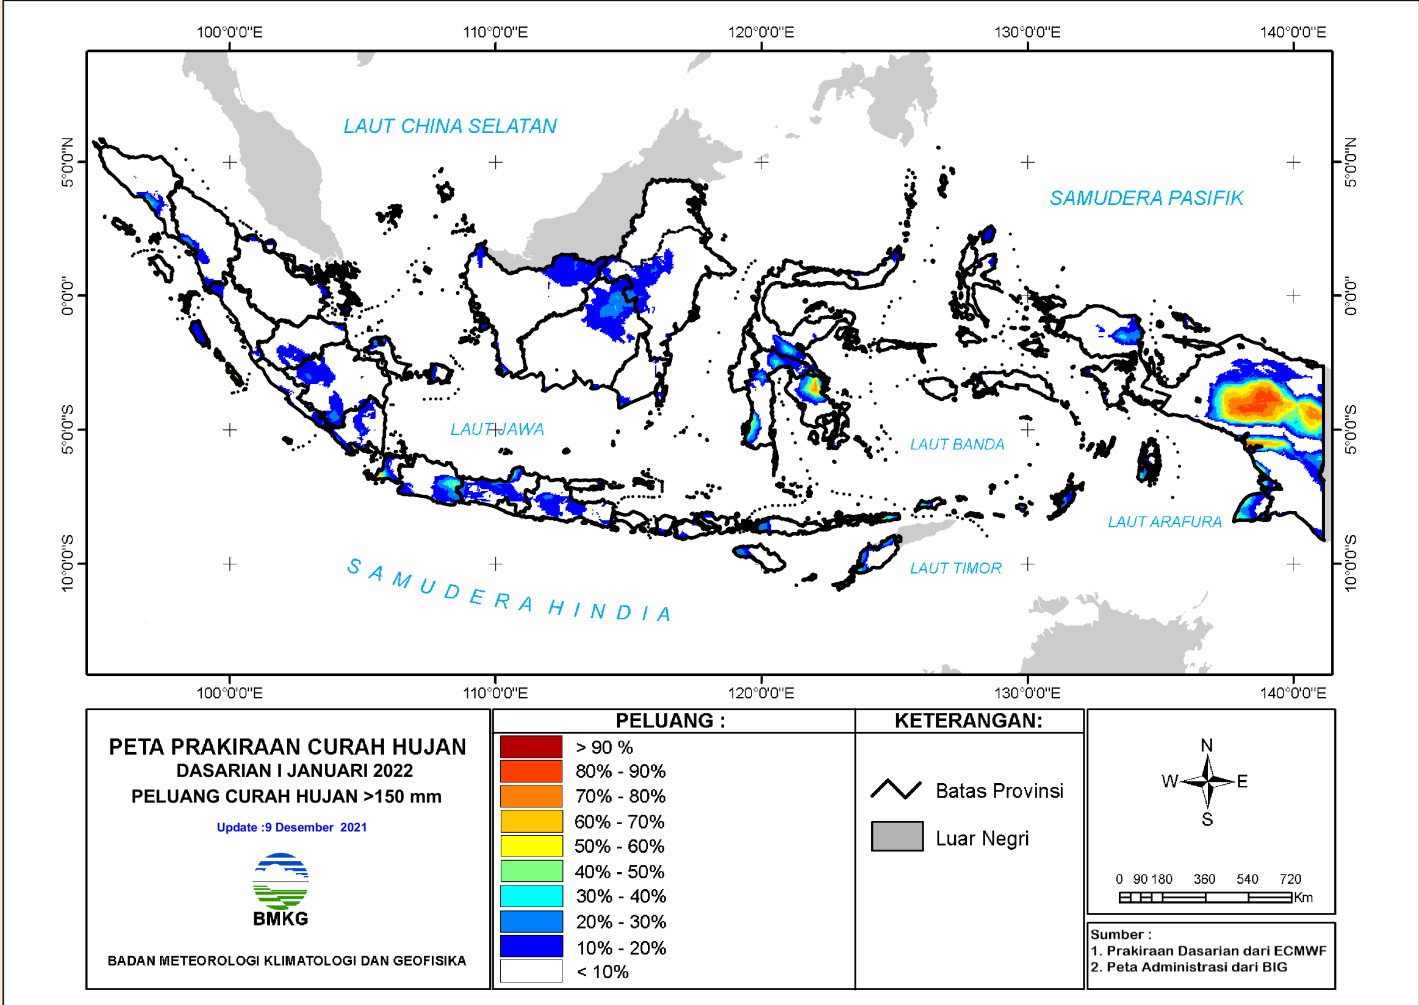 100°0'0"E 110°0'0"E 120°0'0"E 130°0'0"E 140°0'0"E
LAUT CHINA SELATAN
5°0'0"N
5°0'0"N
SAMUDERA PASIFIK
0°0'0"
0°0'0"
LAUT JAWA
5°0'0"S
5°0'0"S
LAUT BANDA
LAUT ARAFURA
10°0'0"S
10°0'0"S
LAUT TIMOR
SAMUDERA HINDIA
100°0'0"E 110°0'0"E 120°0'0"E 130°0'0"E 140°0'0"E
PETA PRAKIRAAN CURAH HUJAN
DASARIAN I JANUARI 2022
PELUANG CURAH HUJAN >150 mm
Update :9 Desember 2021
BMKG
BADAN METEOROLOGI KLIMATOLOGI DAN GEOFISIKA
PELUANG :
> 90 %
80% - 90%
70% - 80%
60% - 70%
50% - 60%
40% - 50%
30% - 40%
20% - 30%
10% - 20%
< 10%
KETERANGAN:
Batas Provinsi
Luar Negri
N
W E
S
0 90 180 360 540 720
Km
Sumber :
1. Prakiraan Dasarian dari ECMWF
2. Peta Administrasi dari BIG